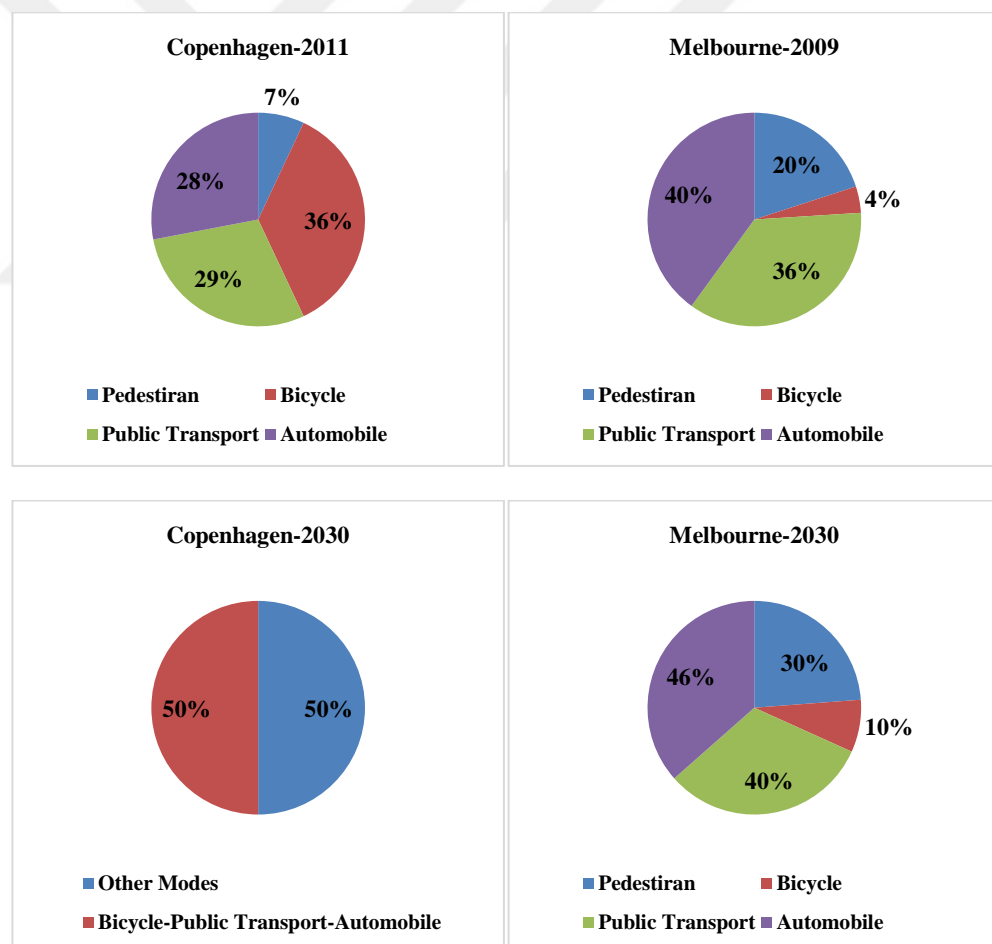 Copenhagen-2011
7%
28%
36%
29%
Pedestiran Bicycle
Public Transport Automobile
Melbourne-2009
20%
40%
4%
36%
Pedestiran Bicycle
Public Transport Automobile
Copenhagen-2030
50% 50%
Other Modes
Bicycle-Public Transport-Automobile
Melbourne-2030
30%
46%
10%
40%
Pedestiran Bicycle
Public Transport Automobile